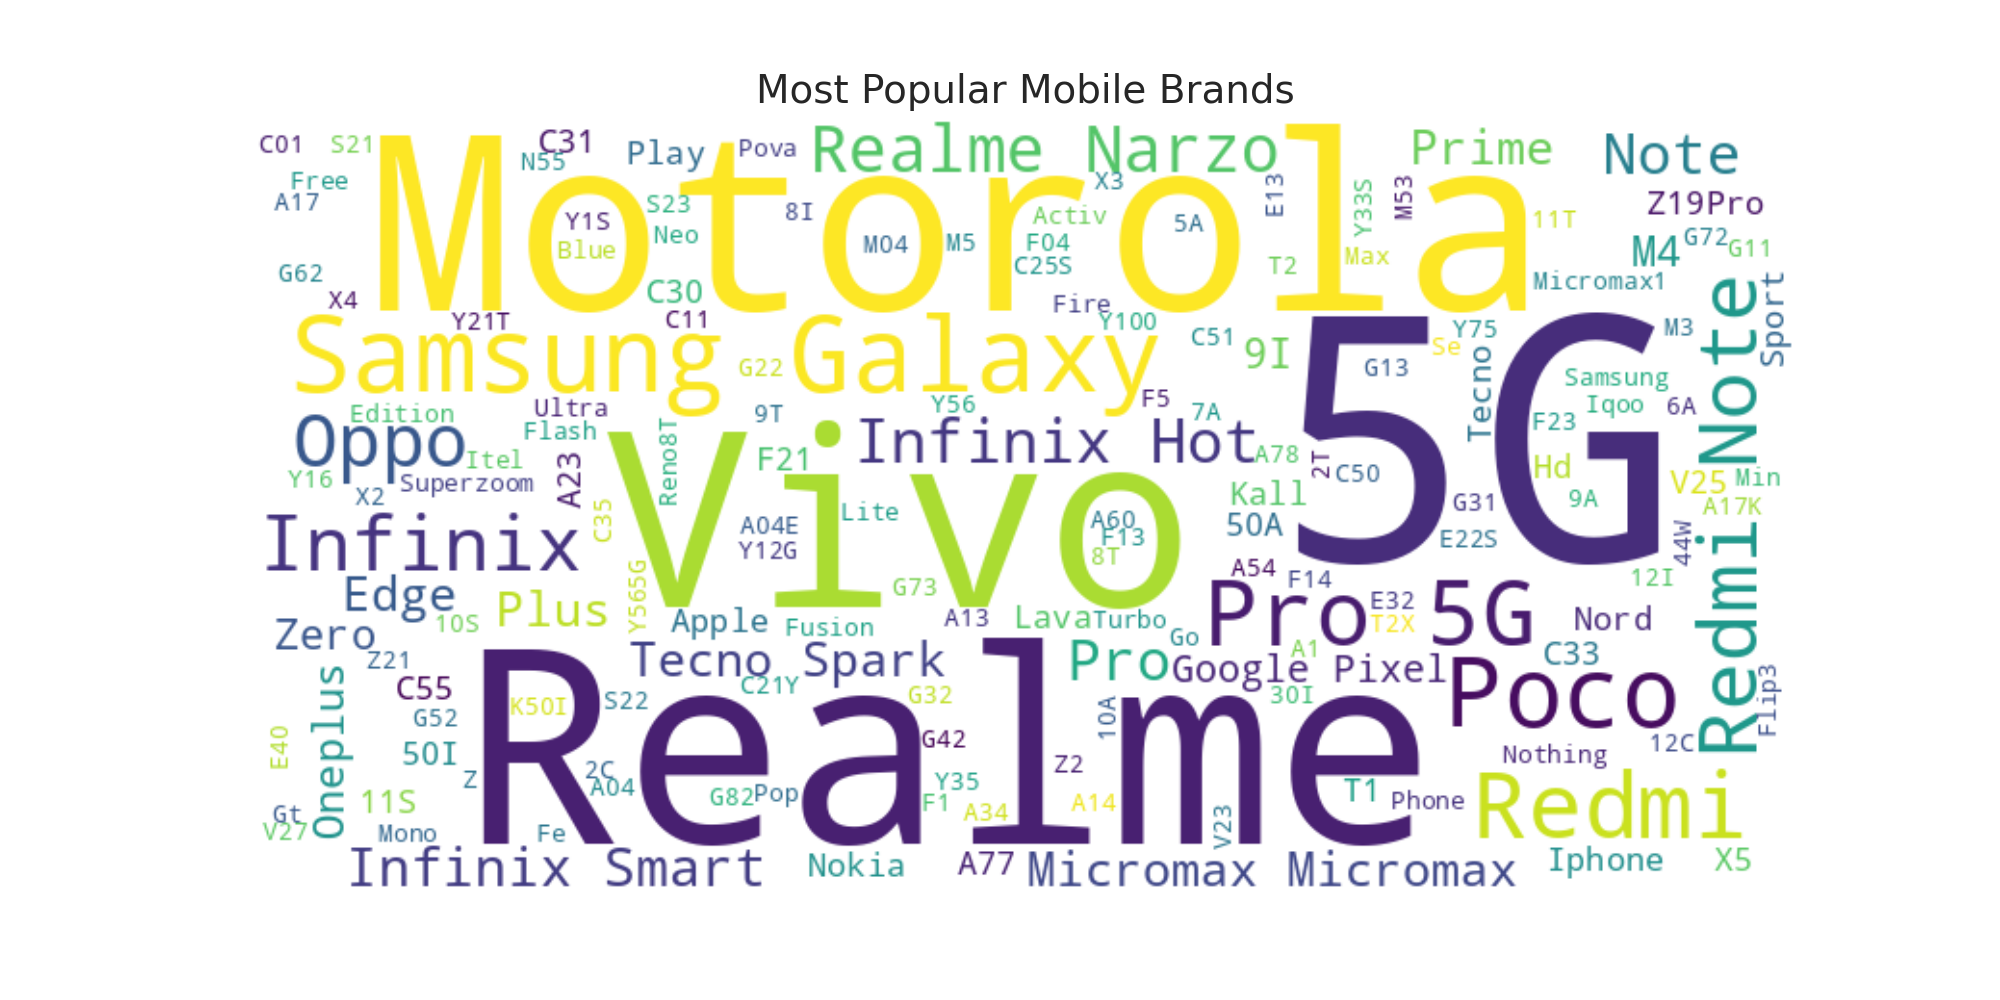 Most Popular Mobile Brands
C01
S21
C31
N55
Play
Pova
Realme Narzo
Prime
Note
Free
A17
Motorola
X3
E13
Y33S
M53
Z19Pro
Y1S
S23
8I
Activ
5A
11T
Blue
Neo
M04
M5
F04
C25S
T2
Max
M4
G72
G11
G62
X4
C30
Fire
Micromax1
Y21T
C11
Y100
C51
Y75
M3
Sport
Samsung Galaxy
G22
9I
5G
Se
G13
Tecno
Samsung
Redmi Note
Edition
Ultra
9T
Y56
F5
7A
Iqoo
6A
Oppo
Flash
Reno8T
Vivo
Infinix Hot
F23
Itel
F21
A78
2T
C50
Hd
Y16
X2
Superzoom
A23
Kall
9A
V25
Min
A17K
C35
Lite
G31
Infinix
A04E
Y12G
A60
F13
8T
50A
E22S
44W
A54
F14
12I
Edge
10S
Plus
Y565G
G73
Pro 5G
E32
T2X
Nord
Zero
Apple
Fusion
A13
Lava
Turbo
Go
A1
Z21
Tecno Spark
Pro
Google Pixel
C33
C55
C21Y
G32
30I
Poco
Flip3
Oneplus
G52
K50I
S22
Realme
10A
E40
50I
G42
Nothing
12C
Z
2C
A04
Z2
11S
G82
Pop
Y35
F1
A34
A14
T1
Phone
Redmi
Gt
V27
Mono
Fe
V23
Infinix Smart
Nokia
A77
Micromax Micromax
Iphone
X5